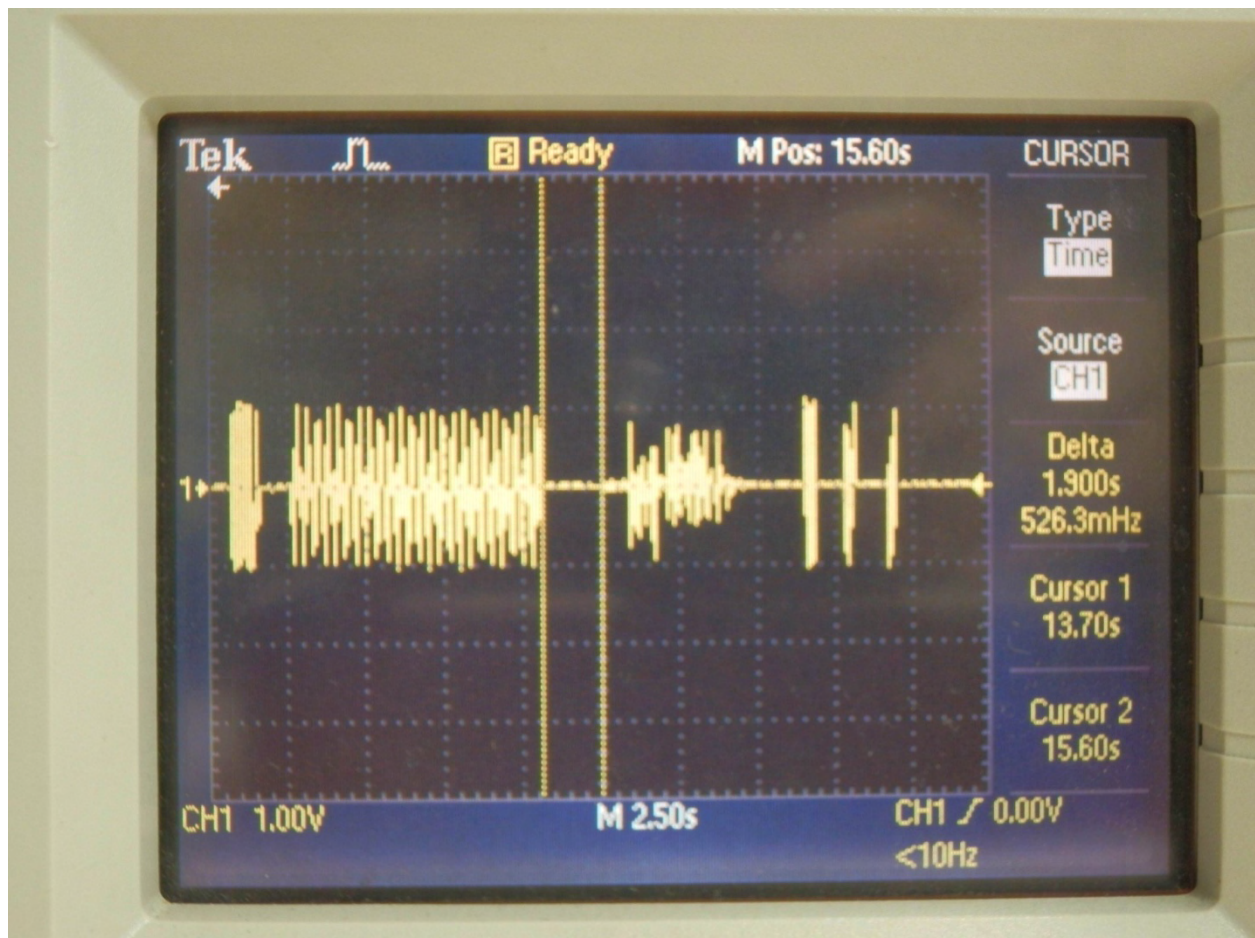 Tek R Ready M Pos: 15.60s CURSOR
Type
Time
Source
CH1
Delta
1.900s
526.3mHz
Cursor 1
13.70s
Cursor 2
15.60s
1
CH1 1.00V M 2.50s CH1 0.00V
<10Hz